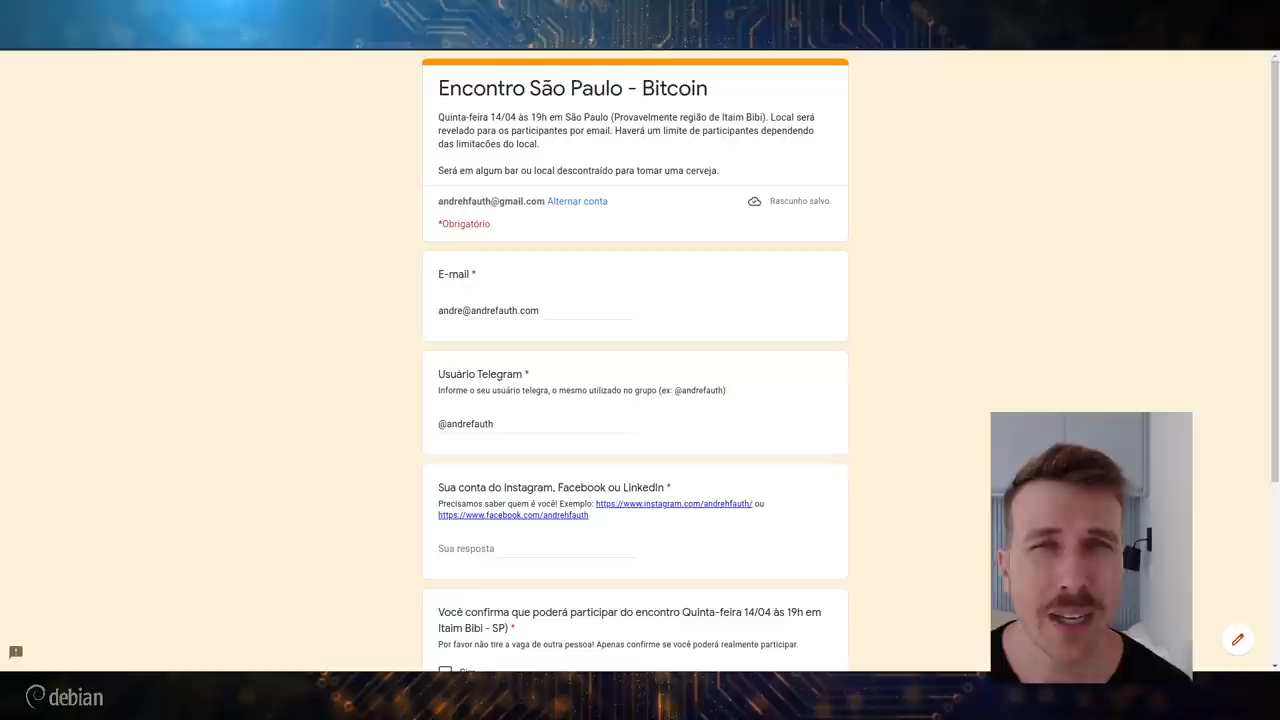 Encontro São Paulo - Bitcoin
Quinta-feira 14/04 às 19h em São Paulo (Provavelmente região de Itaim Bibi). Local será
revelado para os participantes por email. Haverá um limite de participantes dependendo
das limitacões do local.
Será em algum bar ou local descontraído para tomar uma cerveja.
andrehfauth@gmail.com Alternar conta
Rascunho salvo.
*Obrigatório
E-mail *
andre@andrefauth.com
Usuário Telegram *
Informe o seu usuário telegra, o mesmo utilizado no grupo (ex: @andrefauth)
@andrefauth
Sua conta do Instagram, Facebook ou LinkedIn *
Precisamos saber quem é você! Exemplo: https://www.instagram.com/andrehfauth/ ou
https://www.facebook.com/andrehfauth
Sua resposta
Você confirma que poderá participar do encontro Quinta-feira 14/04 às 19h em
Itaim Bibi - SP) *
Por favor não tire a vaga de outra pessoa! Apenas confirme se você poderá realmente participar.
Sim
debian